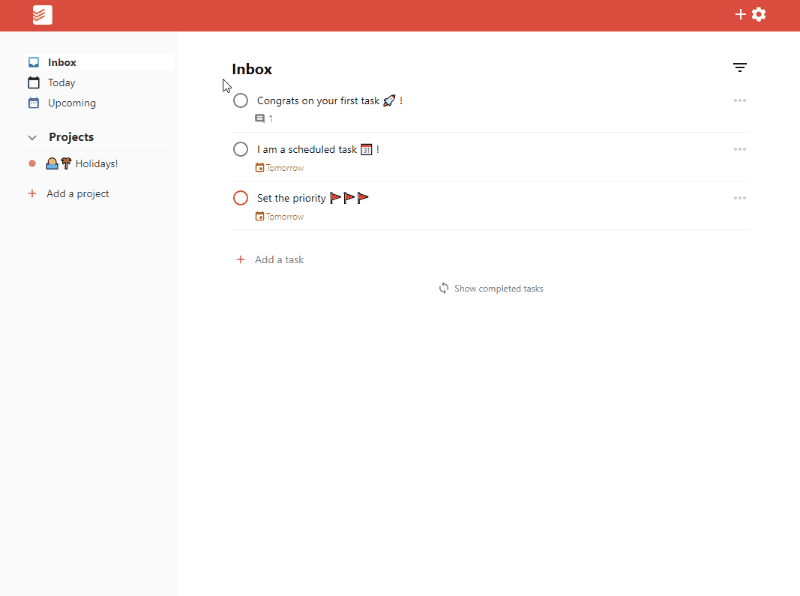 Inbox
Today
Upcoming
Projects
Holidays!
Add a project
Inbox
Congrats on your first task 🚀 !
1
I am a scheduled task 📅 !
Tomorrow
Set the priority 🚩🚩🚩
Tomorrow
Add a task
Show completed tasks